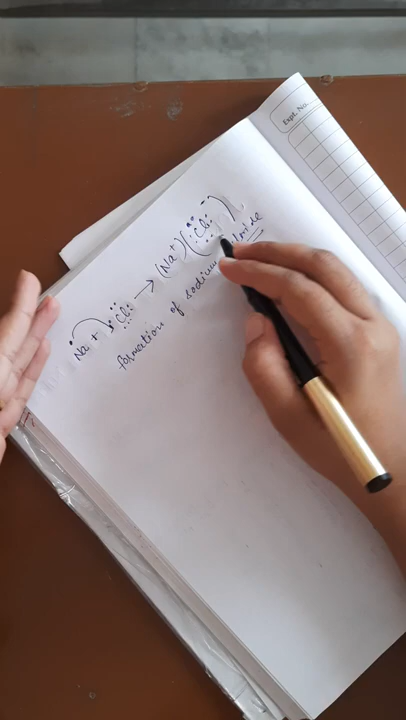 Na + Cl → (Na⁺) (Cl)⁻
formation of sodium
Expt. No.